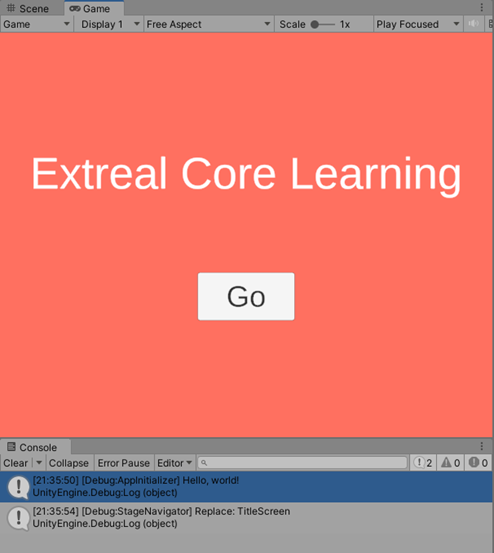 Scene Game
Game Display 1 Free Aspect Scale 1x Play Focused
Extreal Core Learning
Go
Console
Clear Collapse Error Pause Editor 2 0 0
[21:35:50] [Debug:AppInitializer] Hello, world!
UnityEngine.Debug:Log (object)
[21:35:54] [Debug:StageNavigator] Replace: TitleScreen
UnityEngine.Debug:Log (object)